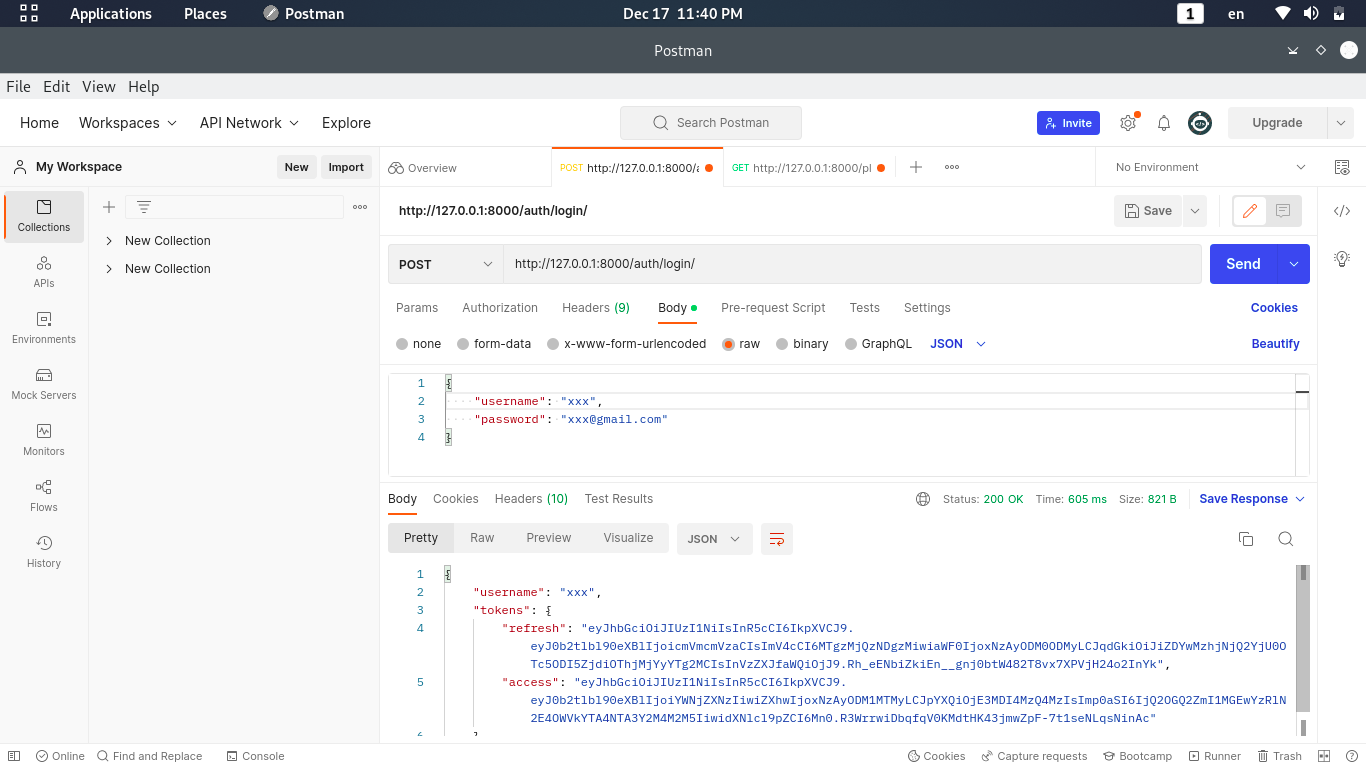 Applications Places Postman Dec 17 11:40 PM 1 en
Postman
File Edit View Help
Home Workspaces API Network Explore Search Postman Invite Upgrade
My Workspace New Import Overview POST http://127.0.0.1:8000/a GET http://127.0.0.1:8000/pl No Environment
Collections
APIs
Environments
Mock Servers
Monitors
Flows
History
New Collection
New Collection
http://127.0.0.1:8000/auth/login/ Save
POST http://127.0.0.1:8000/auth/login/ Send
Params Authorization Headers (9) Body Pre-request Script Tests Settings Cookies
none form-data x-www-form-urlencoded raw binary GraphQL JSON Beautify
1 {
2 "username": "xxx",
3 "password": "xxx@gmail.com"
4 }
Body Cookies Headers (10) Test Results Status: 200 OK Time: 605 ms Size: 821 B Save Response
Pretty Raw Preview Visualize JSON
1 {
2 "username": "xxx",
3 "tokens": {
4 "refresh": "eyJhbGciOiJIUzI1NiIsInR5cCI6IkpXVCJ9.
eyJ0b2tlbl90eXBlIjoicmVmcmVzaCIsImV4cCI6MTgzMjQzNDgzMiwiaWF0IjoxNzAyODM0ODMyLCJqdGkiOiJiZDYwMzhjNjQ2YjU0O
Tc5ODI5ZjdiOThjMjYyYTg2MCIsInVzZXJfaWQiOjJ9.Rh_eENbiZkiEn__gnj0btW482T8vx7XPVjH24o2InYk",
5 "access": "eyJhbGciOiJIUzI1NiIsInR5cCI6IkpXVCJ9.
eyJ0b2tlbl90eXBlIjoiYWNjZXNzIiwiZXhwIjoxNzAyODM1MTMyLCJpYXQiOjE3MDI4MzQ4MzIsImp0aSI6IjQ2OGQ2ZmI1MGEwYzRlN
2E4OWVkYTA4NTA3Y2M4M2M5IiwidXNlcl9pZCI6Mn0.R3WrrwiDbqfqV0KMdtHK43jmwZpF-7t1seNLqsNinAc"
Online Find and Replace Console Cookies Capture requests Bootcamp Runner Trash